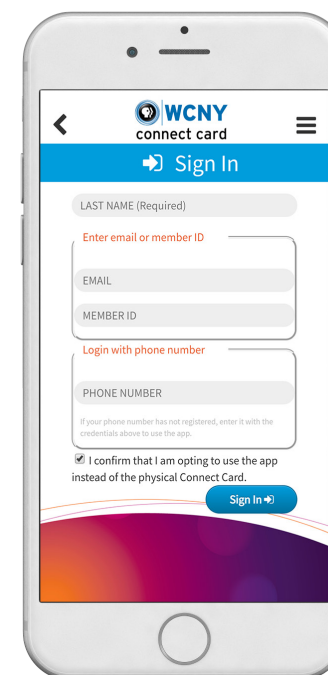 WCNY
connect card
Sign In
LAST NAME (Required)
Enter email or member ID
EMAIL
MEMBER ID
Login with phone number
PHONE NUMBER
If your phone number has not registered, enter it with the
credentials above to use the app.
I confirm that I am opting to use the app
instead of the physical Connect Card.
Sign In